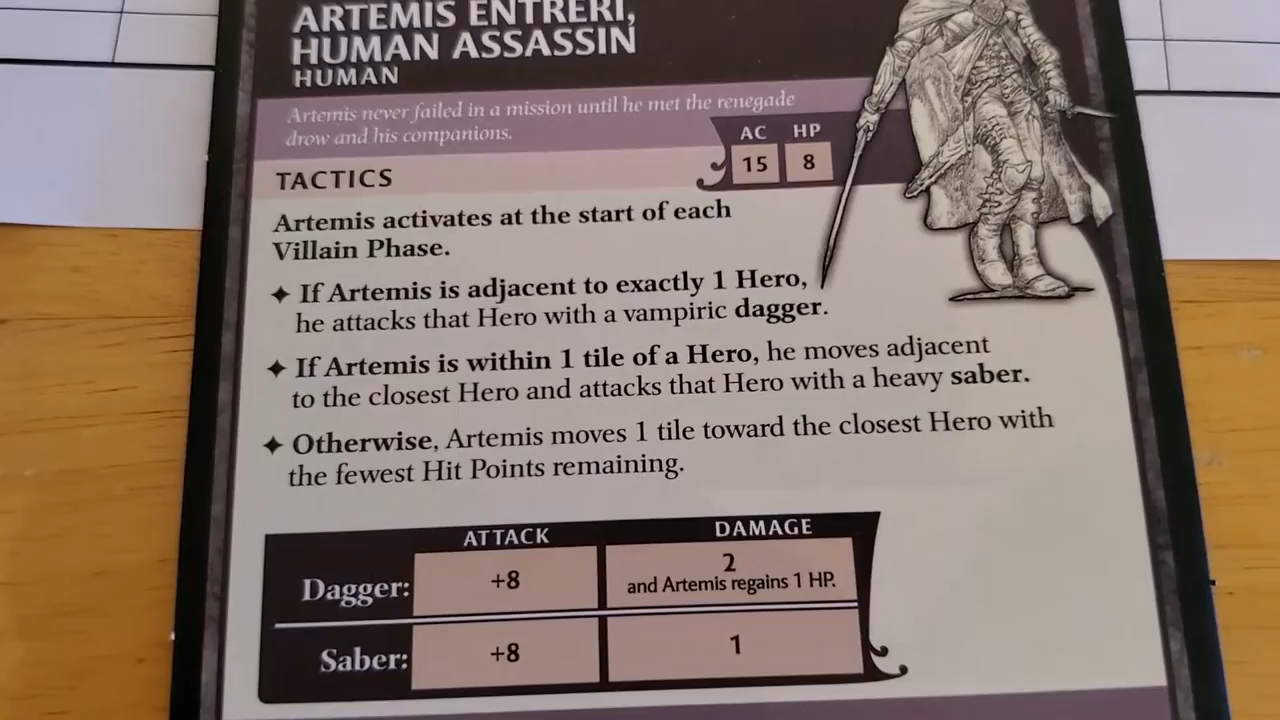 ARTEMIS ENTRERI,
HUMAN ASSASSIN
HUMAN
Artemis never failed in a mission until he met the renegade
drow and his companions.
AC HP
15 8
TACTICS
Artemis activates at the start of each
Villain Phase.
✦ If Artemis is adjacent to exactly 1 Hero,
he attacks that Hero with a vampiric dagger.
✦ If Artemis is within 1 tile of a Hero, he moves adjacent
to the closest Hero and attacks that Hero with a heavy saber.
✦ Otherwise, Artemis moves 1 tile toward the closest Hero with
the fewest Hit Points remaining.
ATTACK DAMAGE
Dagger: +8 2
and Artemis regains 1 HP.
Saber: +8 1